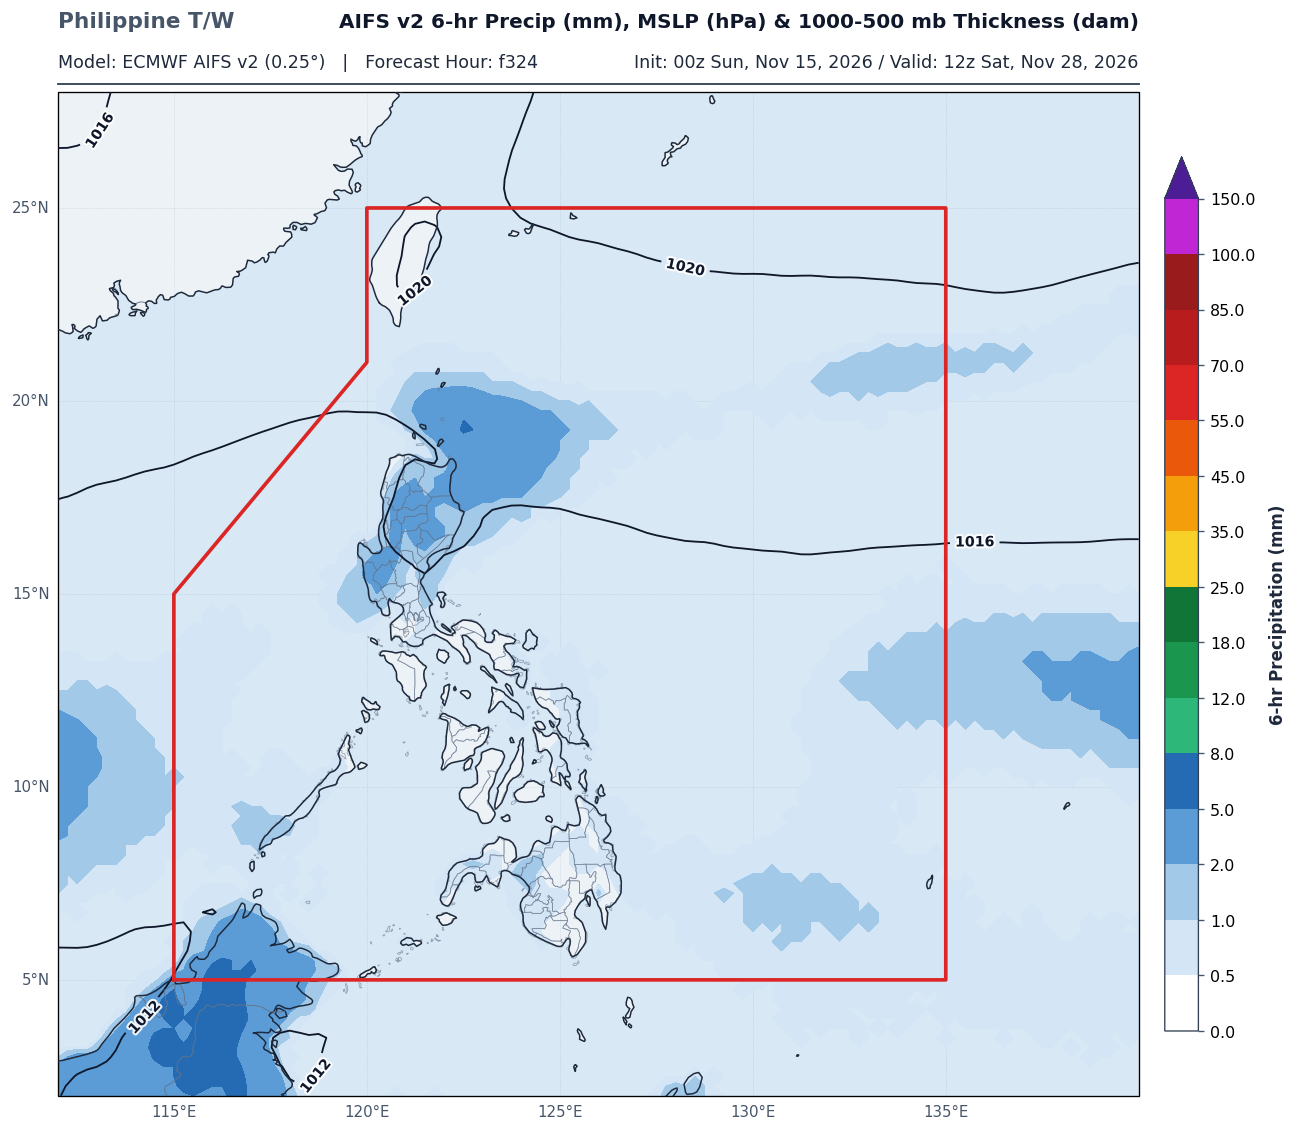 Philippine T/W
AIFS v2 6-hr Precip (mm), MSLP (hPa) & 1000-500 mb Thickness (dam)
Model: ECMWF AIFS v2 (0.25°) | Forecast Hour: f324
Init: 00z Sun, Nov 15, 2026 / Valid: 12z Sat, Nov 28, 2026
1016
1020
1020
1016
1012
1012
25°N
20°N
15°N
10°N
5°N
115°E
120°E
125°E
130°E
135°E
150.0
100.0
85.0
70.0
55.0
45.0
35.0
25.0
18.0
12.0
8.0
5.0
2.0
1.0
0.5
0.0
6-hr Precipitation (mm)